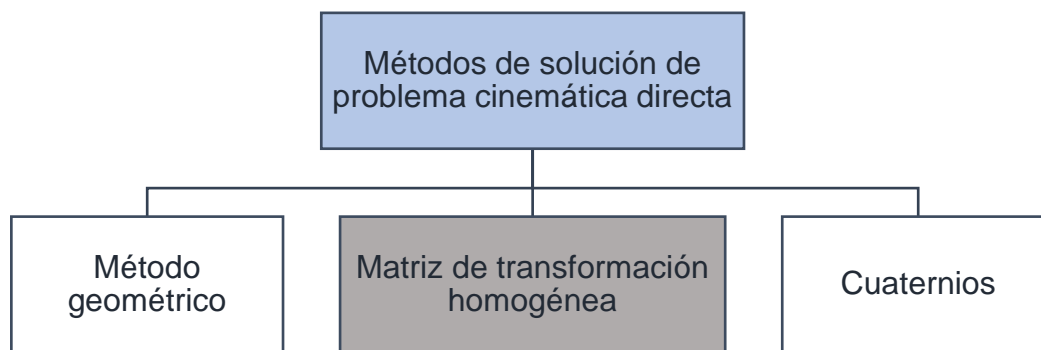 Métodos de solución de
problema cinemática directa
Método
geométrico
Matriz de transformación
homogénea
Cuaternios